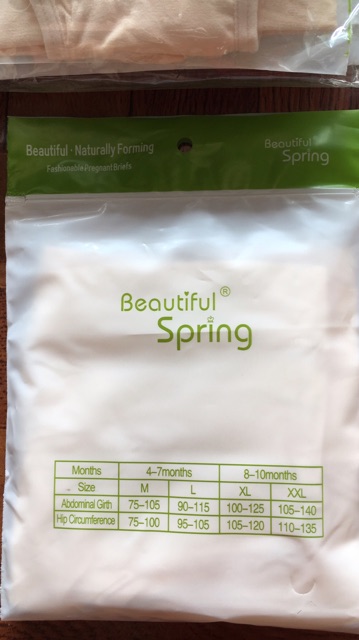 Beautiful · Naturally Forming
Fashionable Pregnant Briefs
Beautiful
Spring
Beautiful®
Spring
Months 4-7months 8-10months
Size M L XL XXL
Abdominal Girth 75-105 90-115 100-125 105-140
Hip Circumference 75-100 95-105 105-120 110-135